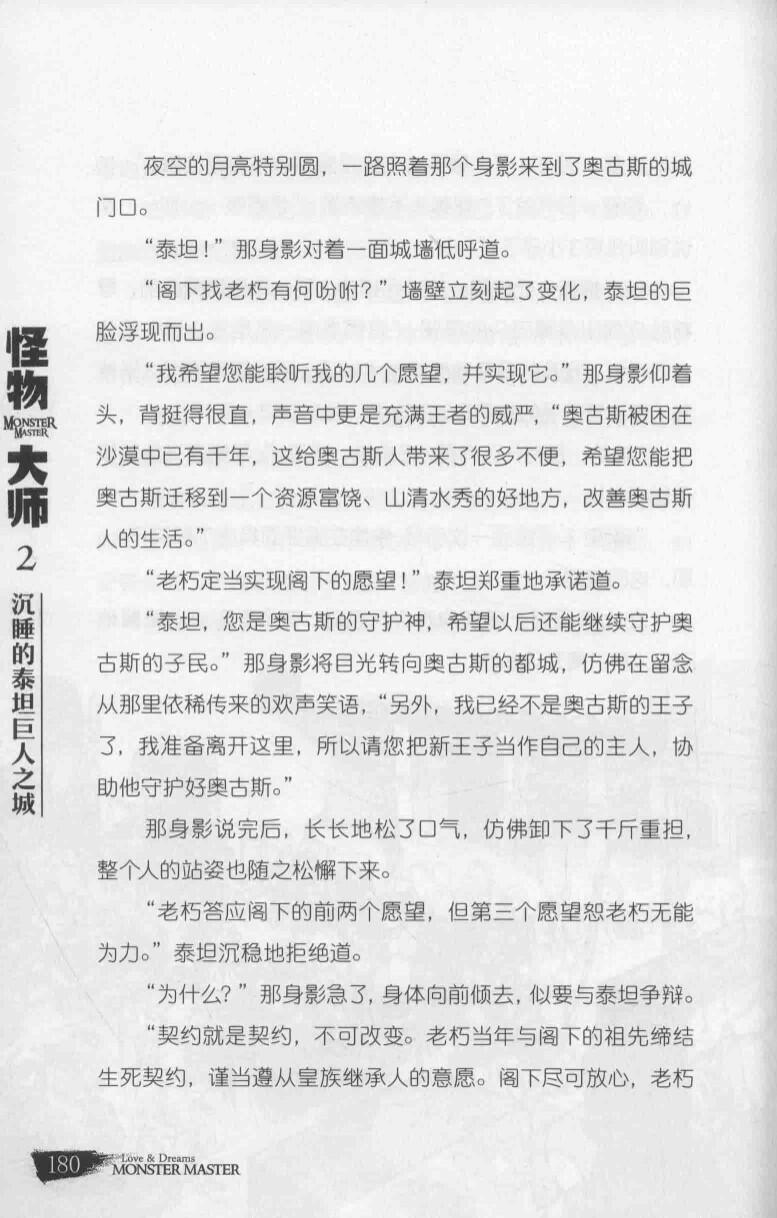 夜空的月亮特别圆，一路照着那个身影来到了奥古斯的城
门口。
“泰坦！”那身影对着一面城墙低呼道。
“阁下找老朽有何吩咐？”墙壁立刻起了变化，泰坦的巨
脸浮现而出。
“我希望您能聆听我的几个愿望，并实现它。”那身影仰着
头，背挺得很直，声音中更是充满王者的威严，“奥古斯被困在
沙漠中已有千年，这给奥古斯人带来了很多不便，希望您能把
奥古斯迁移到一个资源富饶、山清水秀的好地方，改善奥古斯
人的生活。”
“老朽定当实现阁下的愿望！”泰坦郑重地承诺道。
“泰坦，您是奥古斯的守护神，希望以后还能继续守护奥
古斯的子民。”那身影将目光转向奥古斯的都城，仿佛在留念
从那里依稀传来的欢声笑语，“另外，我已经不是奥古斯的王子
了，我准备离开这里，所以请您把新王子当作自己的主人，协
助他守护好奥古斯。”
那身影说完后，长长地松了口气，仿佛卸下了千斤重担，
整个人的站姿也随之松懈下来。
“老朽答应阁下的前两个愿望，但第三个愿望恕老朽无能
为力。”泰坦沉稳地拒绝道。
“为什么？”那身影急了，身体向前倾去，似要与泰坦争辩。
“契约就是契约，不可改变。老朽当年与阁下的祖先缔结
生死契约，谨当遵从皇族继承人的意愿。阁下尽可放心，老朽
怪物
MONSTER
MASTER
大师
2
沉睡的泰坦巨人之城
180
Love & Dreams
MONSTER MASTER